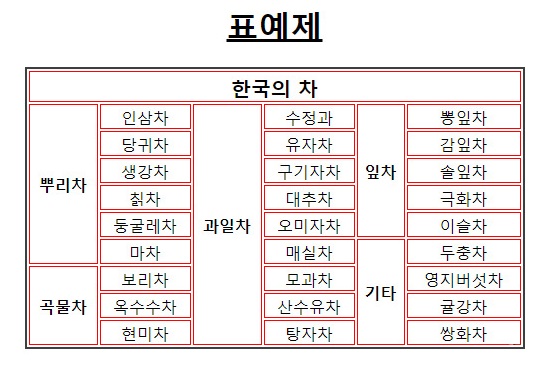 표예제
한국의 차
뿌리차 인삼차 과일차 수정과 잎차 뽕잎차
당귀차 유자차 감잎차
생강차 구기자차 솔잎차
칡차 대추차 극화차
둥굴레차 오미자차 이슬차
마차 매실차 기타 두충차
곡물차 보리차 모과차 영지버섯차
옥수수차 산수유차 귤강차
현미차 탕자차 쌍화차